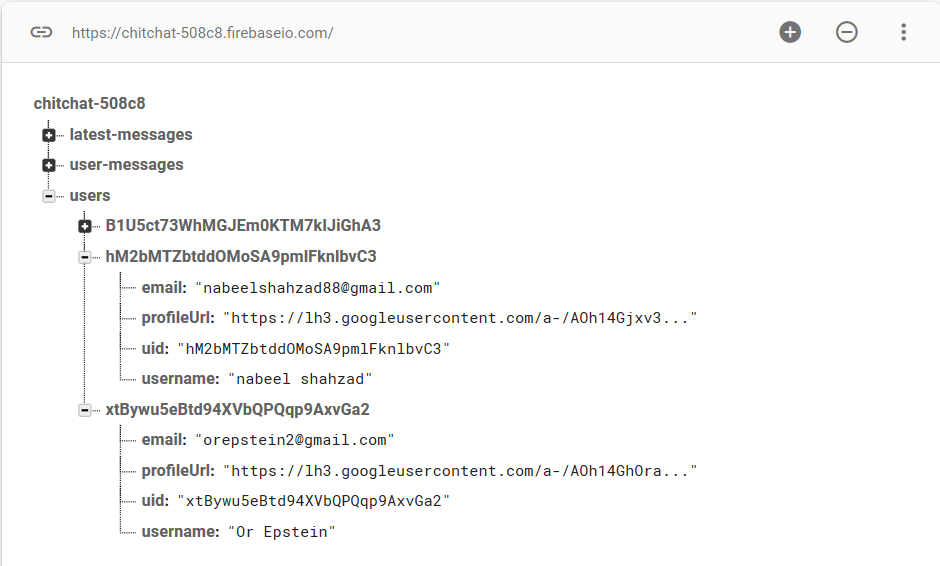 https://chitchat-508c8.firebaseio.com/
chitchat-508c8
latest-messages
user-messages
users
B1U5ct73WhMGJEm0KTM7klJiGhA3
hM2bMTZbtddOMoSA9pmlFknlbvC3
email: "nabeelshahzad88@gmail.com"
profileUrl: "https://lh3.googleusercontent.com/a-/AOh14Gjxv3..."
uid: "hM2bMTZbtddOMoSA9pmlFknlbvC3"
username: "nabeel shahzad"
xtBywu5eBtd94XVbQPQqp9AxvGa2
email: "orepstein2@gmail.com"
profileUrl: "https://lh3.googleusercontent.com/a-/AOh14GhOra..."
uid: "xtBywu5eBtd94XVbQPQqp9AxvGa2"
username: "Or Epstein"